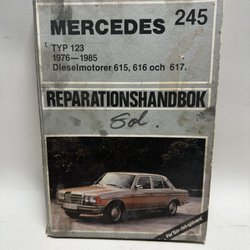 MERCEDES 245
TYP 123
1976—1985
Dieselmotorer 615, 616 och 617.
REPARATIONSHANDBOK